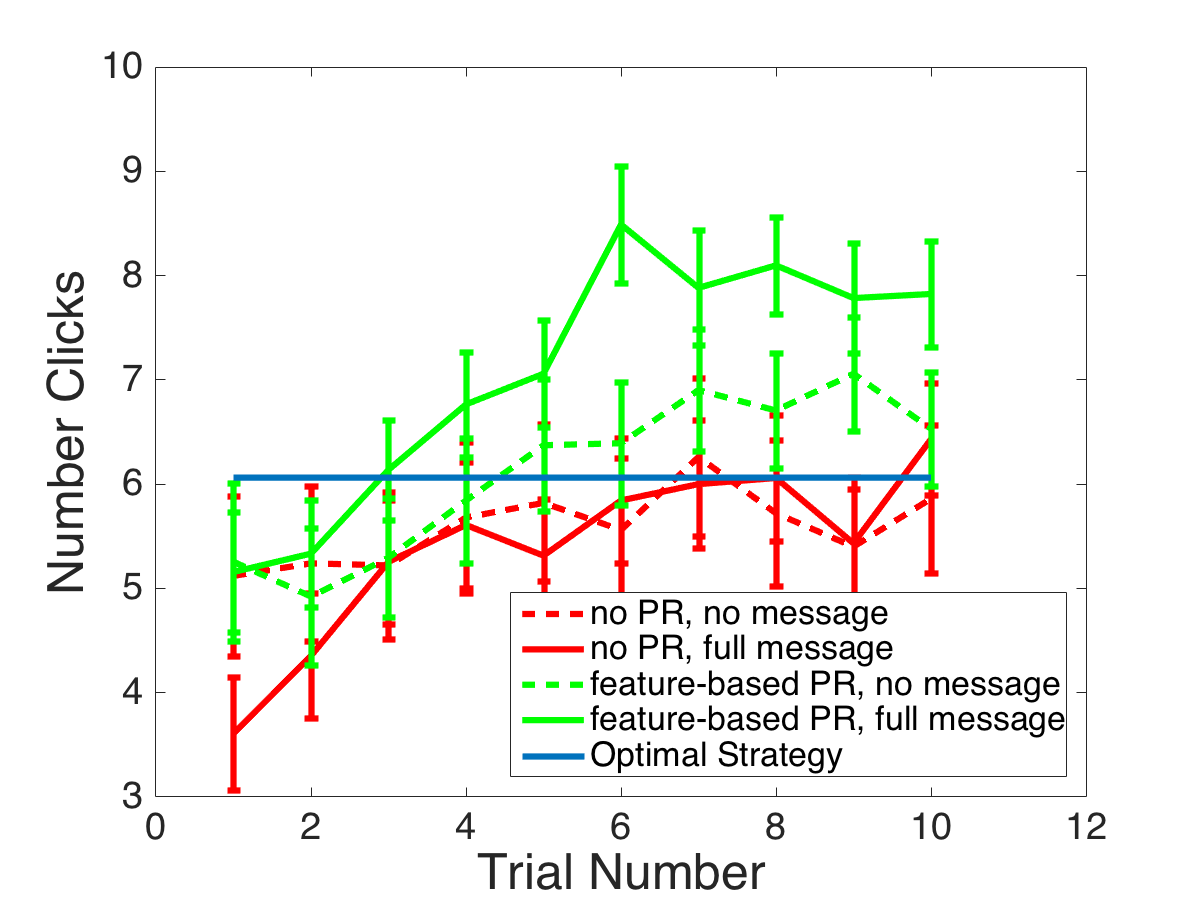 10
9
8
7
6
5
4
3
Number Clicks
no PR, no message
no PR, full message
feature-based PR, no message
feature-based PR, full message
Optimal Strategy
0 2 4 6 8 10 12
Trial Number